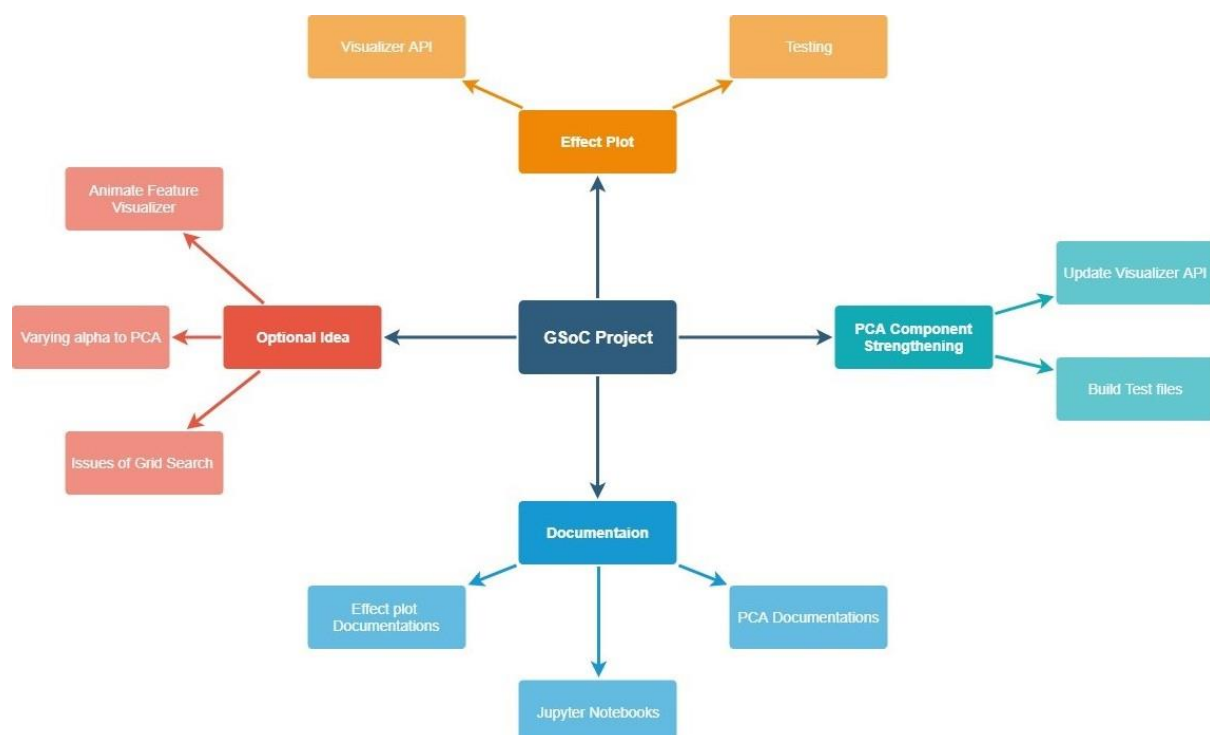 Visualizer API
Testing
Effect Plot
Animate Feature
Visualizer
Update Visualizer API
Varying alpha to PCA
Optional Idea
GSoC Project
PCA Component
Strengthening
Build Test files
Issues of Grid Search
Documentaion
Effect plot
Documentations
PCA Documentations
Jupyter Notebooks